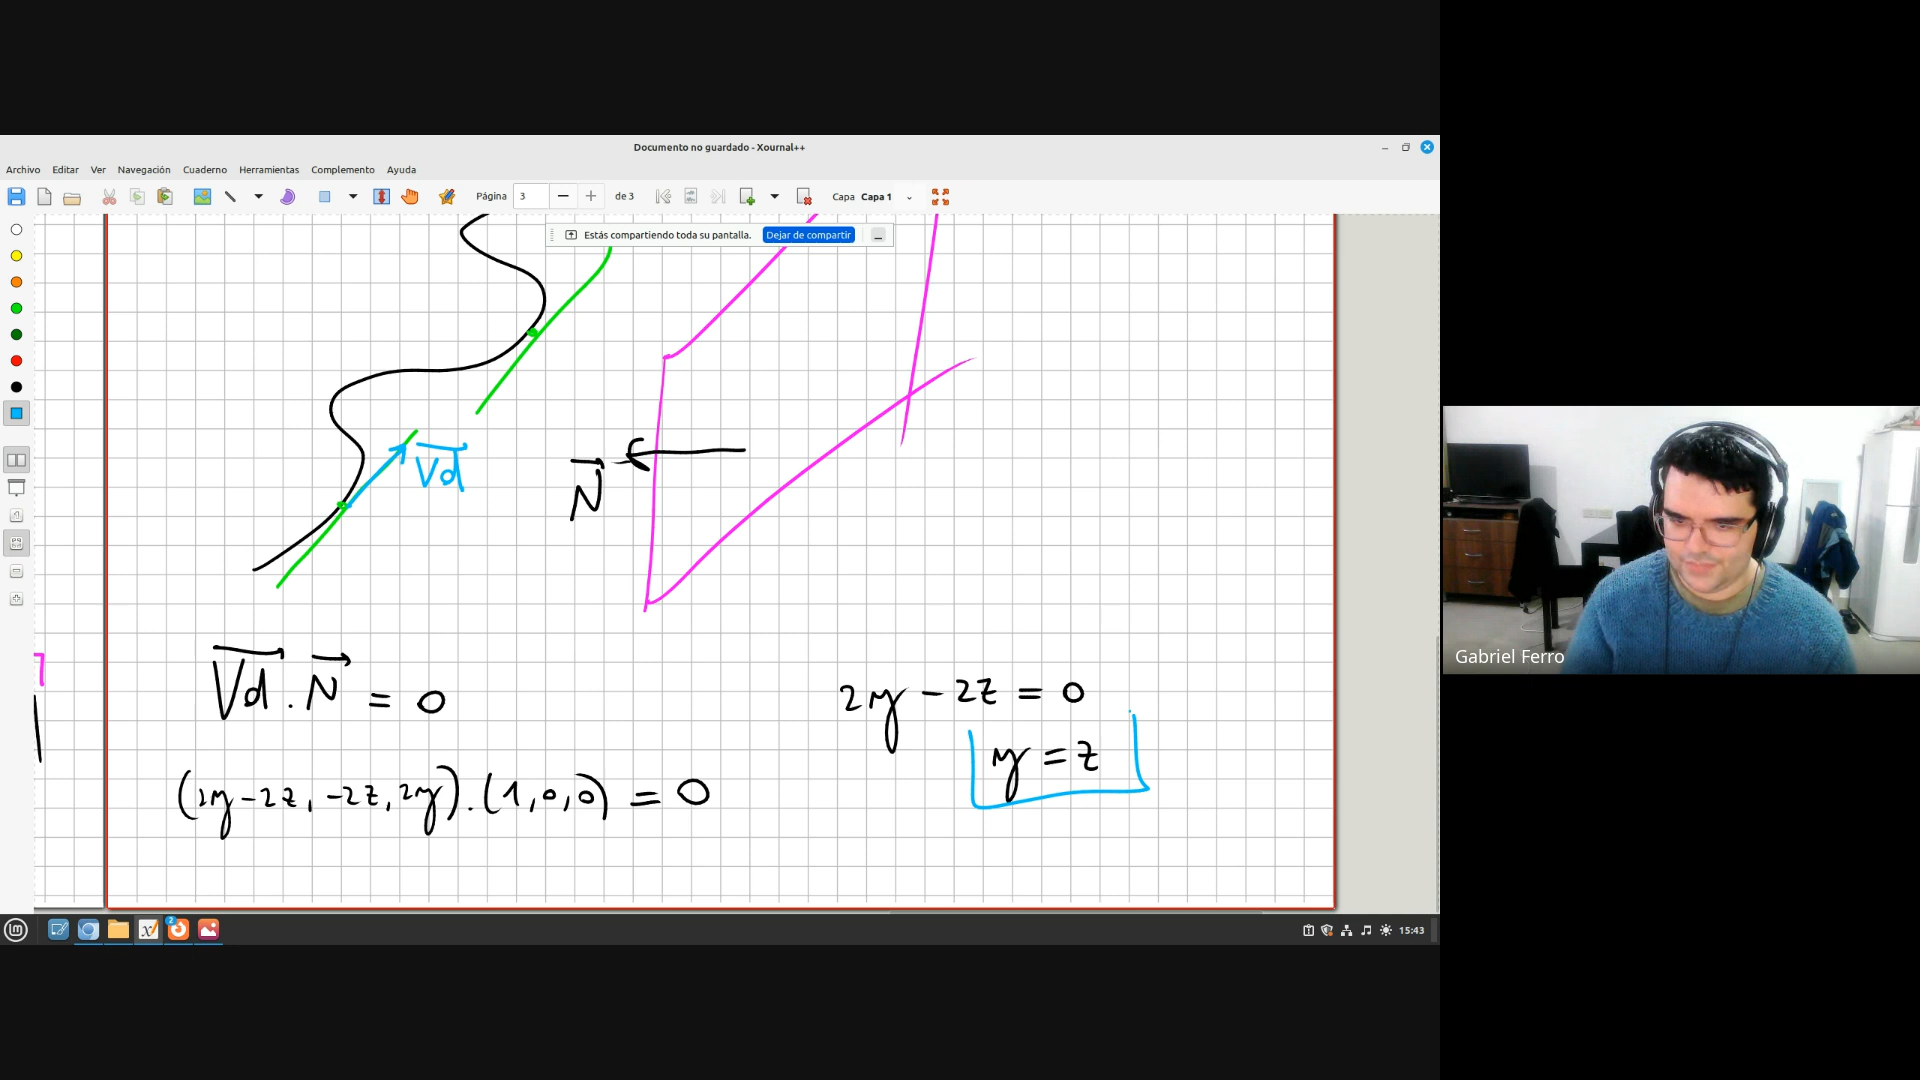 Documento no guardado - Xournal++
Archivo Editar Ver Navegación Cuaderno Herramientas Complemento Ayuda
Página 3 de 3 Capa Capa 1
Estás compartiendo toda su pantalla. Dejar de compartir
Vd
N
Vd . N = 0
(2y-2z, -2z, 2y) . (1,0,0) = 0
2y - 2z = 0
y = z
Gabriel Ferro
2
15:43